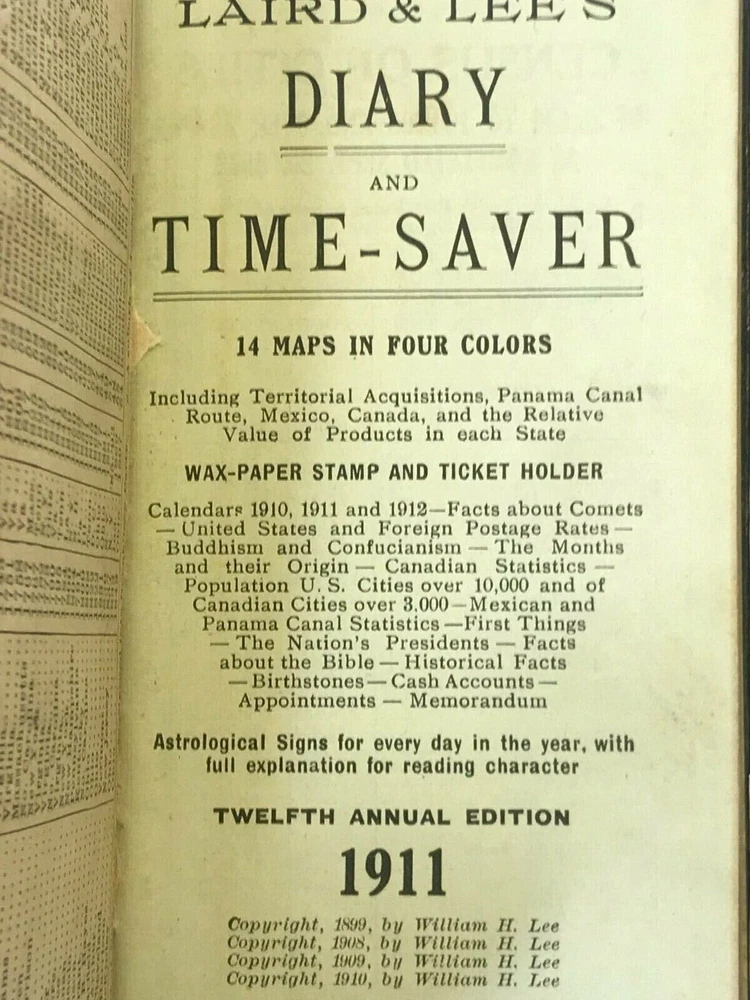 LAIRD & LEE'S
DIARY
AND
TIME-SAVER
14 MAPS IN FOUR COLORS
Including Territorial Acquisitions, Panama Canal
Route, Mexico, Canada, and the Relative
Value of Products in each State
WAX-PAPER STAMP AND TICKET HOLDER
Calendars 1910, 1911 and 1912—Facts about Comets
— United States and Foreign Postage Rates —
Buddhism and Confucianism — The Months
and their Origin — Canadian Statistics —
Population U. S. Cities over 10,000 and of
Canadian Cities over 3,000—Mexican and
Panama Canal Statistics—First Things
— The Nation's Presidents — Facts
about the Bible — Historical Facts
— Birthstones — Cash Accounts —
Appointments — Memorandum
Astrological Signs for every day in the year, with
full explanation for reading character
TWELFTH ANNUAL EDITION
1911
Copyright, 1899, by William H. Lee
Copyright, 1908, by William H. Lee
Copyright, 1909, by William H. Lee
Copyright, 1910, by William H. Lee